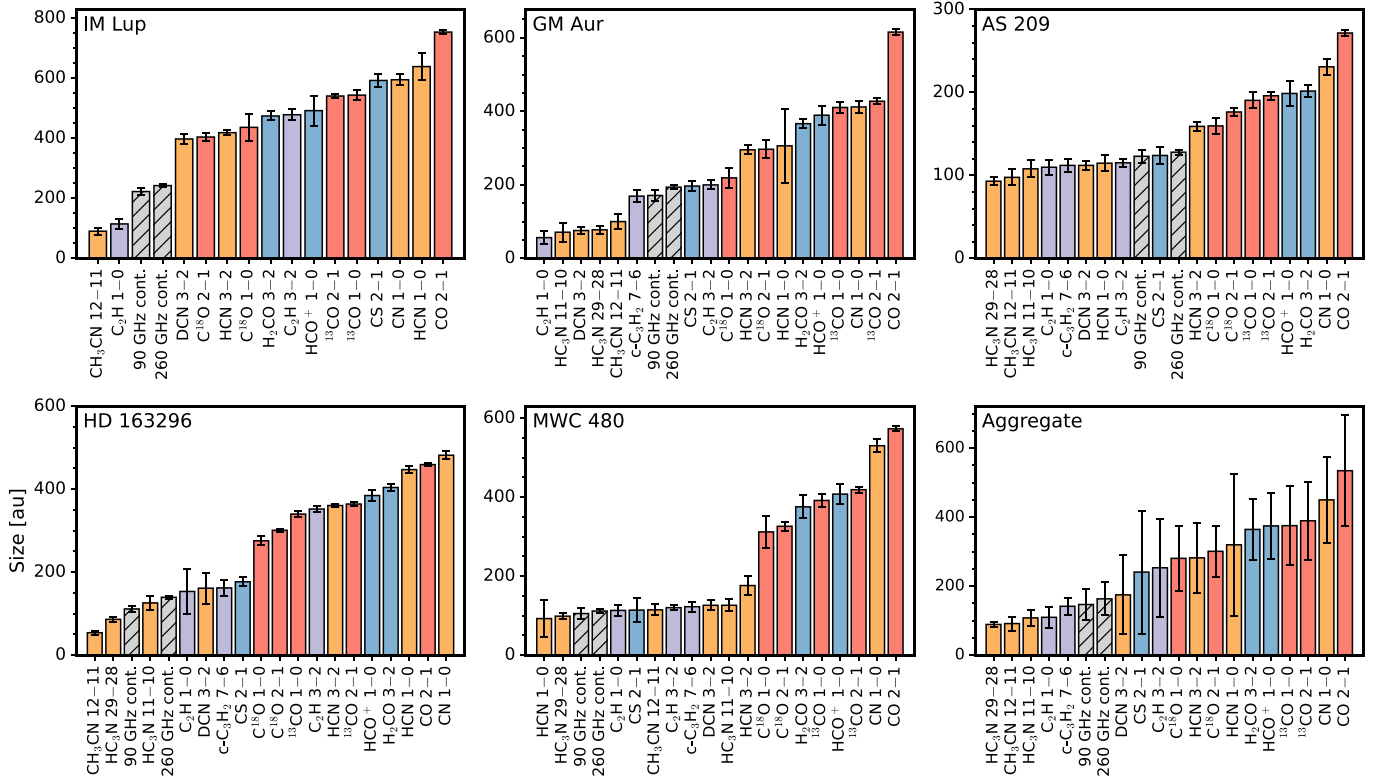 IM Lup
800
600
400
200
0
CH₃CN 12−11
C₂H 1−0
90 GHz cont.
260 GHz cont.
DCN 3−2
C¹⁸O 2−1
HCN 3−2
C¹⁸O 1−0
H₂CO 3−2
C₂H 3−2
HCO⁺ 1−0
¹³CO 2−1
¹³CO 1−0
CS 2−1
CN 1−0
HCN 1−0
CO 2−1
GM Aur
600
400
200
0
C₂H 1−0
HC₃N 11−10
DCN 3−2
HC₃N 29−28
CH₃CN 12−11
c-C₃H₂ 7−6
90 GHz cont.
260 GHz cont.
CS 2−1
C₂H 3−2
C¹⁸O 1−0
HCN 3−2
C¹⁸O 2−1
HCN 1−0
H₂CO 3−2
HCO⁺ 1−0
¹³CO 1−0
CN 1−0
¹³CO 2−1
CO 2−1
AS 209
300
200
100
0
HC₃N 29−28
CH₃CN 12−11
HC₃N 11−10
C₂H 1−0
c-C₃H₂ 7−6
DCN 3−2
HCN 1−0
C₂H 3−2
90 GHz cont.
CS 2−1
260 GHz cont.
HCN 3−2
C¹⁸O 1−0
C¹⁸O 2−1
¹³CO 1−0
¹³CO 2−1
HCO⁺ 1−0
H₂CO 3−2
CN 1−0
CO 2−1
HD 163296
Size [au]
600
400
200
0
CH₃CN 12−11
HC₃N 29−28
90 GHz cont.
HC₃N 11−10
260 GHz cont.
C₂H 1−0
DCN 3−2
c-C₃H₂ 7−6
CS 2−1
C¹⁸O 1−0
C¹⁸O 2−1
¹³CO 1−0
C₂H 3−2
HCN 3−2
¹³CO 2−1
HCO⁺ 1−0
H₂CO 3−2
HCN 1−0
CO 2−1
CN 1−0
MWC 480
600
400
200
0
HCN 1−0
HC₃N 29−28
90 GHz cont.
260 GHz cont.
C₂H 1−0
CS 2−1
CH₃CN 12−11
C₂H 3−2
c-C₃H₂ 7−6
DCN 3−2
HC₃N 11−10
HCN 3−2
C¹⁸O 1−0
C¹⁸O 2−1
H₂CO 3−2
¹³CO 1−0
HCO⁺ 1−0
¹³CO 2−1
CN 1−0
CO 2−1
Aggregate
600
400
200
0
HC₃N 29−28
CH₃CN 12−11
HC₃N 11−10
C₂H 1−0
c-C₃H₂ 7−6
90 GHz cont.
260 GHz cont.
DCN 3−2
CS 2−1
C₂H 3−2
C¹⁸O 1−0
HCN 3−2
C¹⁸O 2−1
HCN 1−0
H₂CO 3−2
HCO⁺ 1−0
¹³CO 1−0
¹³CO 2−1
CN 1−0
CO 2−1